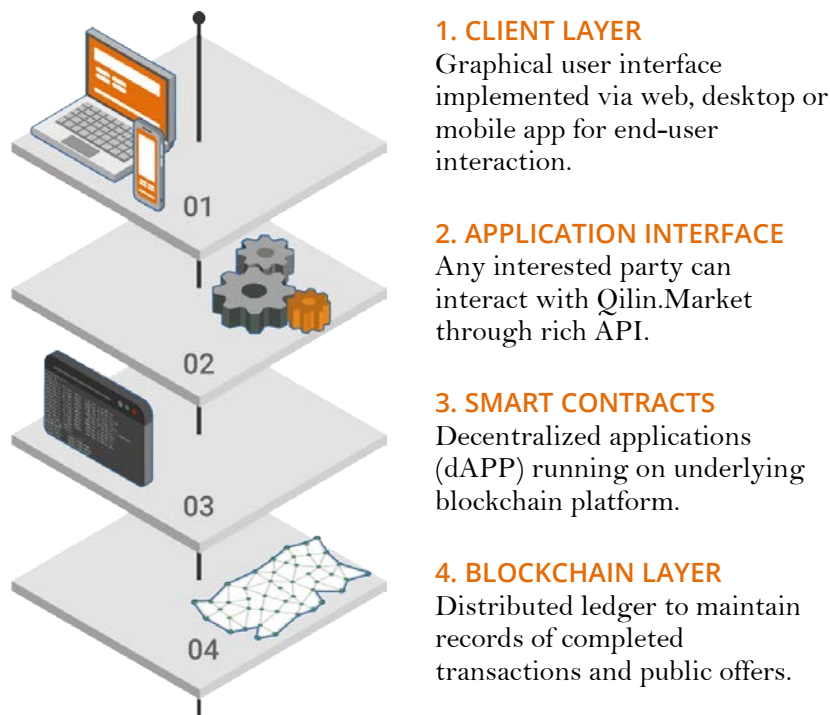 1. CLIENT LAYER
Graphical user interface
implemented via web, desktop or
mobile app for end-user
interaction.
01
2. APPLICATION INTERFACE
Any interested party can
interact with Qilin.Market
through rich API.
02
3. SMART CONTRACTS
Decentralized applications
(dAPP) running on underlying
blockchain platform.
03
4. BLOCKCHAIN LAYER
Distributed ledger to maintain
records of completed
transactions and public offers.
04